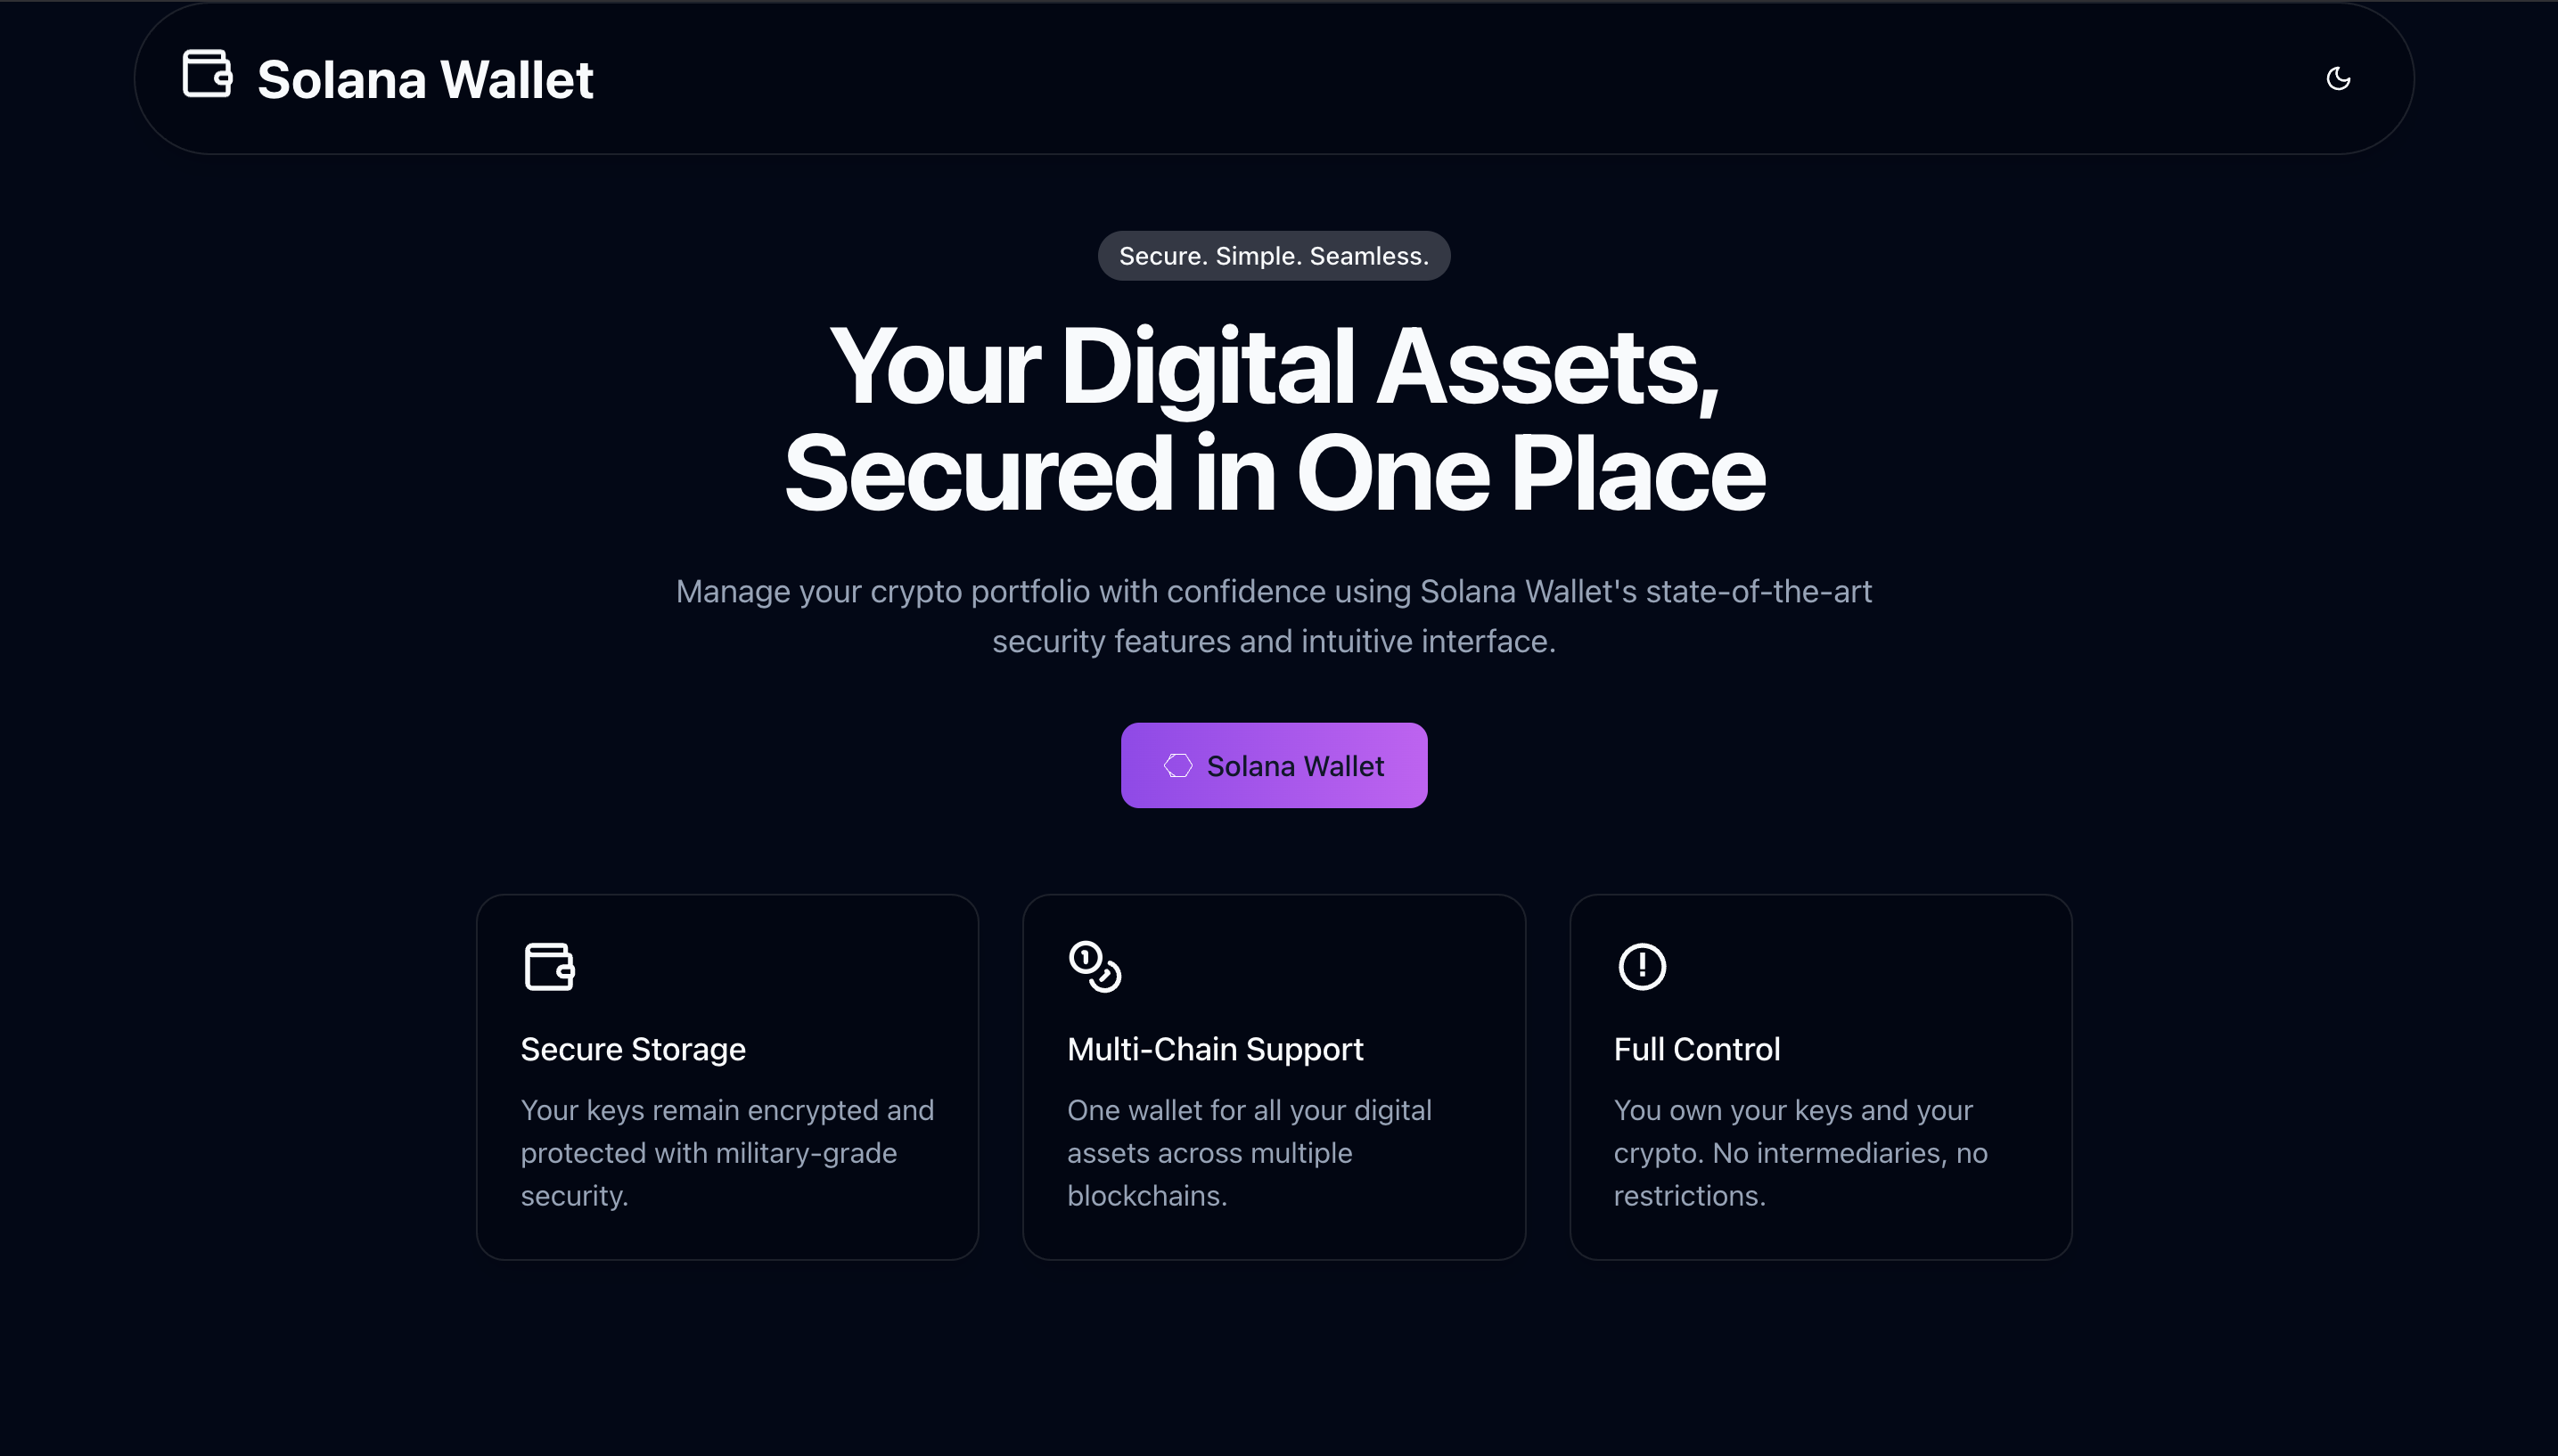 Solana Wallet
Secure. Simple. Seamless.
Your Digital Assets,
Secured in One Place
Manage your crypto portfolio with confidence using Solana Wallet's state-of-the-art
security features and intuitive interface.
Solana Wallet
Secure Storage
Your keys remain encrypted and
protected with military-grade
security.
Multi-Chain Support
One wallet for all your digital
assets across multiple
blockchains.
Full Control
You own your keys and your
crypto. No intermediaries, no
restrictions.